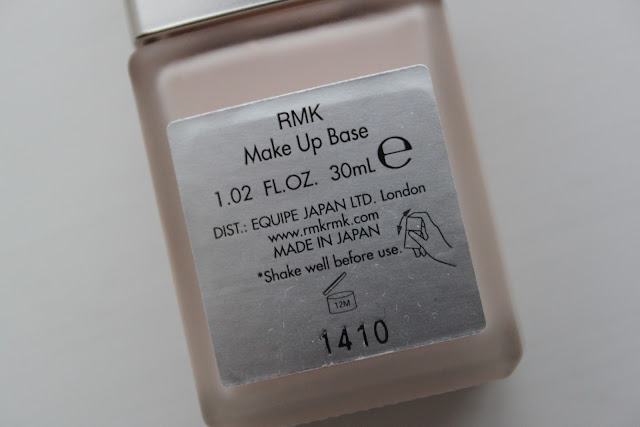 RMK
Make Up Base
1.02 FL.OZ. 30mL ℮
DIST.: EQUIPE JAPAN LTD. London
www.rmkrmk.com
MADE IN JAPAN
*Shake well before use.
12M
1410